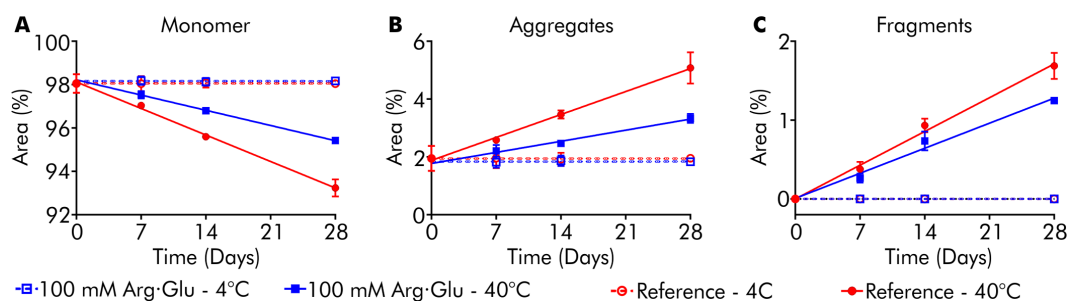 A Monomer
100
98
96
94
92
Area (%)
0 7 14 21 28
Time (Days)
B Aggregates
6
4
2
0
Area (%)
0 7 14 21 28
Time (Days)
C Fragments
2
1
0
Area (%)
0 7 14 21 28
Time (Days)
100 mM Arg·Glu - 4°C 100 mM Arg·Glu - 40°C Reference - 4C Reference - 40°C